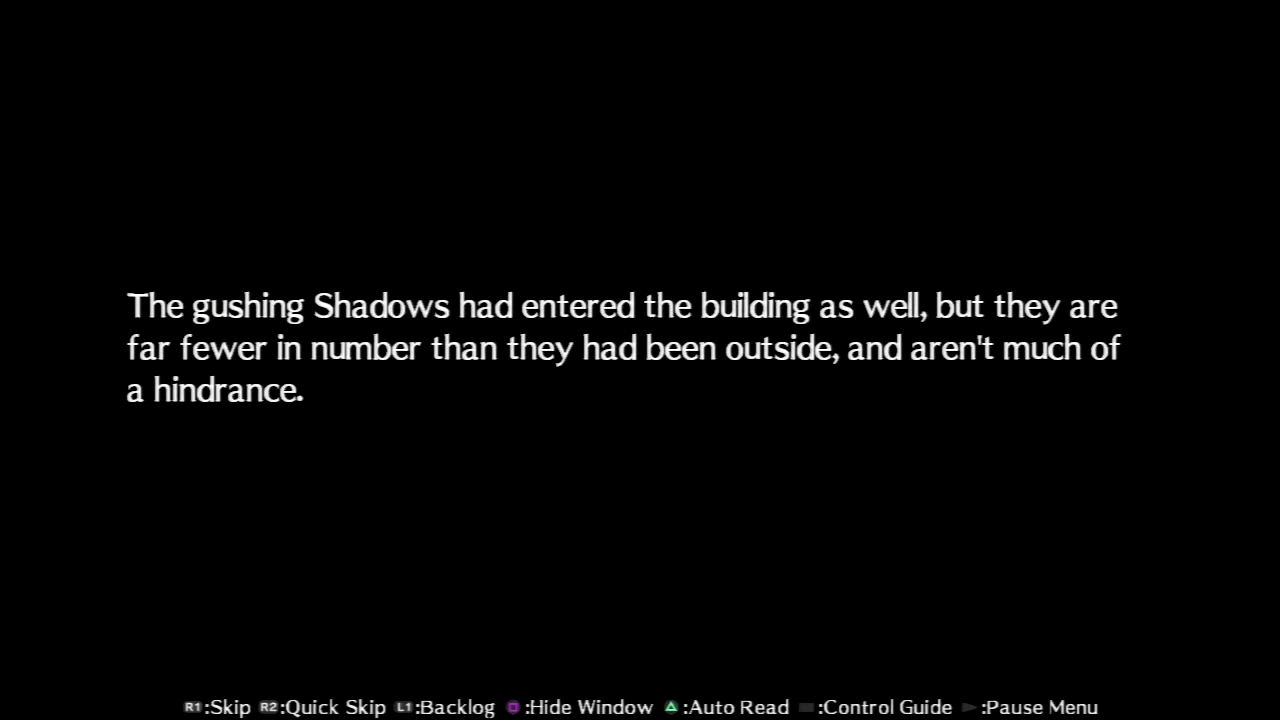 The gushing Shadows had entered the building as well, but they are
far fewer in number than they had been outside, and aren't much of
a hindrance.
R1:Skip R2:Quick Skip L1:Backlog :Hide Window :Auto Read :Control Guide :Pause Menu